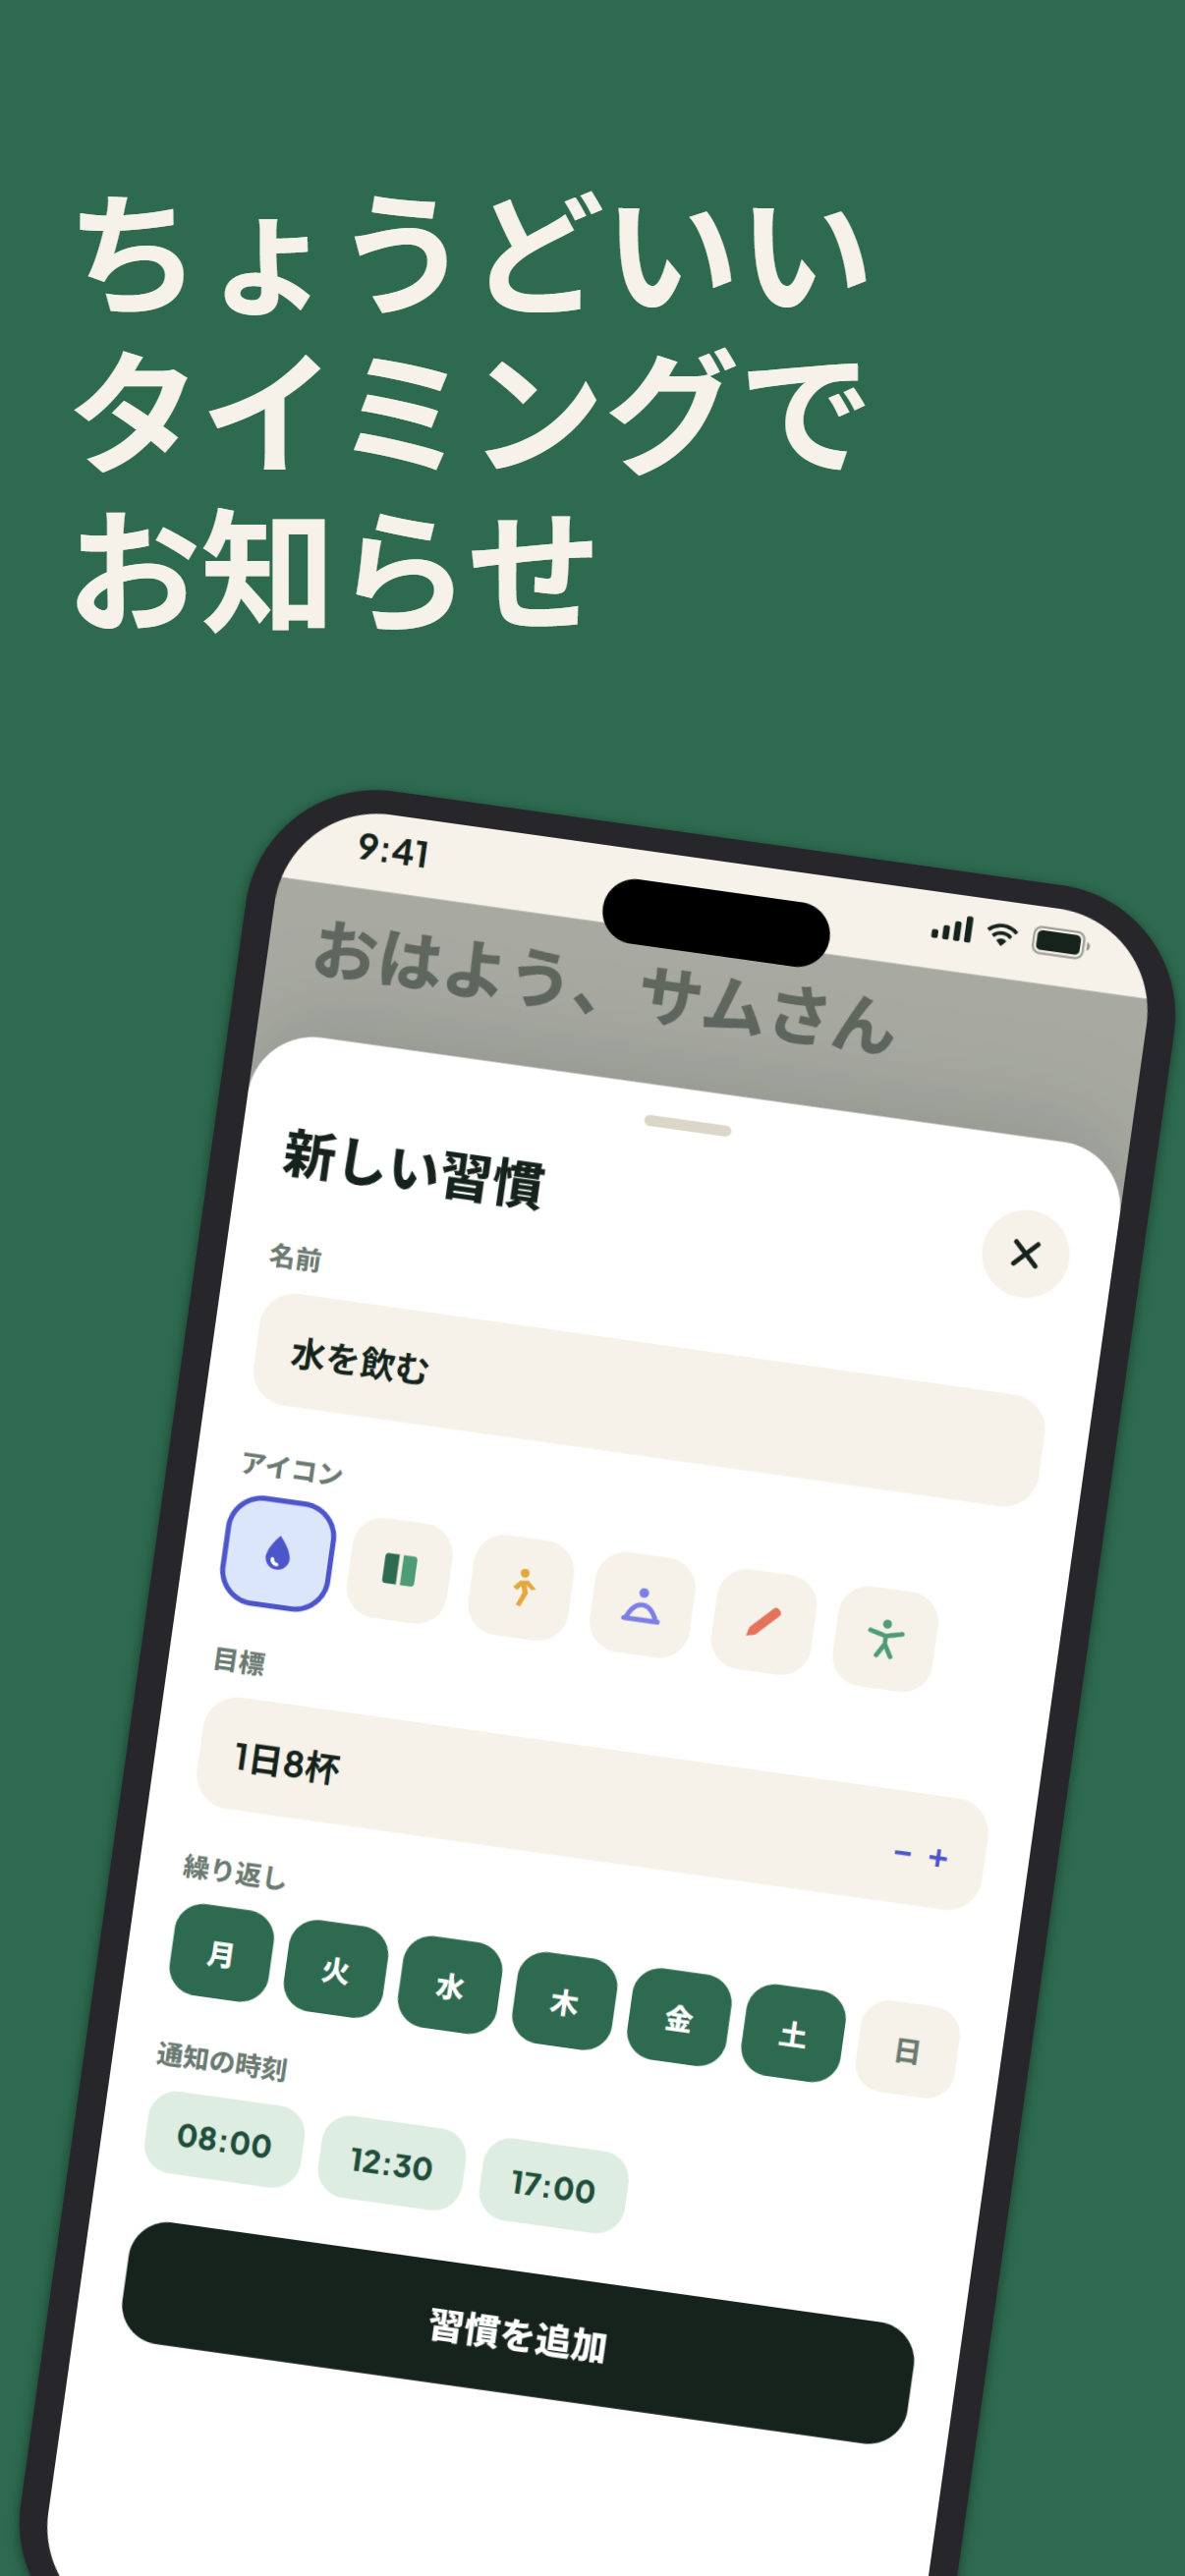 ちょうどいい
タイミングで
お知らせ
9:41
おはよう、サムさん
新しい習慣
名前
水を飲む
アイコン
目標
1日8杯
− +
繰り返し
月 火 水 木 金 土 日
通知の時刻
08:00 12:30 17:00
習慣を追加